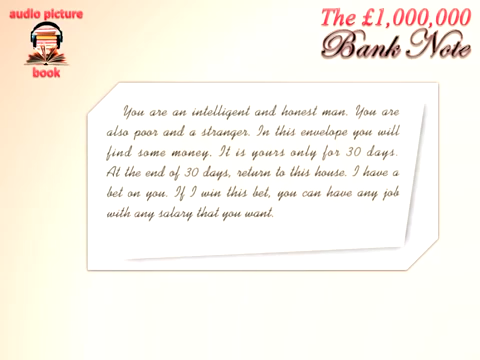 audio picture
book
The £1,000,000
Bank Note
You are an intelligent and honest man. You are
also poor and a stranger. In this envelope you will
find some money. It is yours only for 30 days.
At the end of 30 days, return to this house. I have a
bet on you. If I win this bet, you can have any job
with any salary that you want.